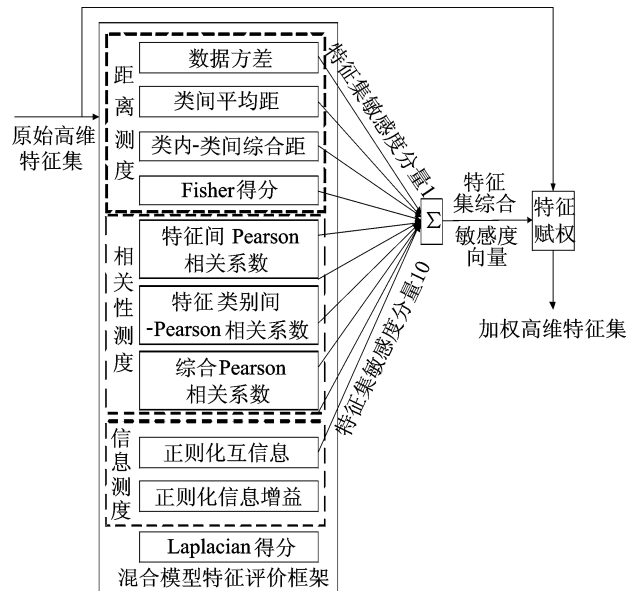 原始高维
特征集
距
离
测
度
数据方差
类间平均距
类内-类间综合距
Fisher得分
相
关
性
测
度
特征间 Pearson
相关系数
特征 类别间
-Pearson 相关系数
综合Pearson
相关系数
信
息
测
度
正则化互信息
正则化信息增益
Laplacian得分
混合模型特征评价框架
特征集敏感度分量1
特征集敏感度分量10
Σ
特征
集综合
敏感度
向量
特征
赋权
加权高维特征集